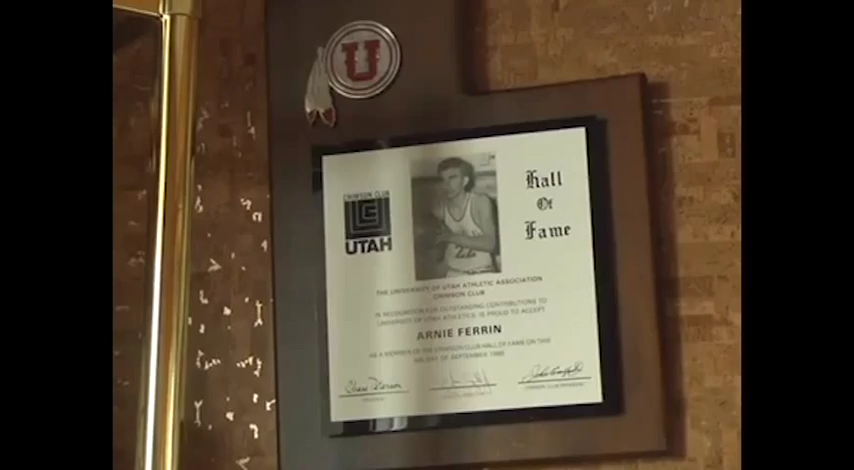 U
CRIMSON CLUB
UTAH
Hall
Of
Fame
THE UNIVERSITY OF UTAH ATHLETIC ASSOCIATION
CRIMSON CLUB
IN RECOGNITION FOR OUTSTANDING CONTRIBUTIONS TO
UNIVERSITY OF UTAH ATHLETICS, IS PROUD TO ACCEPT
ARNIE FERRIN
AS A MEMBER OF THE CRIMSON CLUB HALL OF FAME ON THIS
DAY OF SEPTEMBER